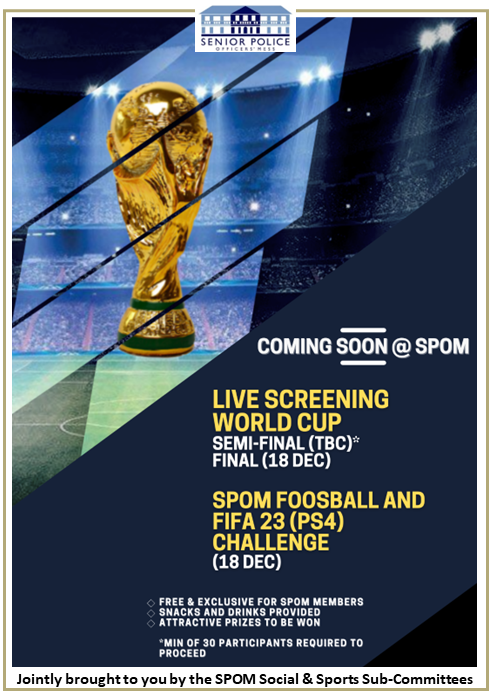 SENIOR POLICE
OFFICERS' MESS
COMING SOON @ SPOM
LIVE SCREENING
WORLD CUP
SEMI-FINAL (TBC)*
FINAL (18 DEC)
SPOM FOOSBALL AND
FIFA 23 (PS4)
CHALLENGE
(18 DEC)
◇ FREE & EXCLUSIVE FOR SPOM MEMBERS
◇ SNACKS AND DRINKS PROVIDED
◇ ATTRACTIVE PRIZES TO BE WON
*MIN OF 30 PARTICIPANTS REQUIRED TO
PROCEED
Jointly brought to you by the SPOM Social & Sports Sub-Committees